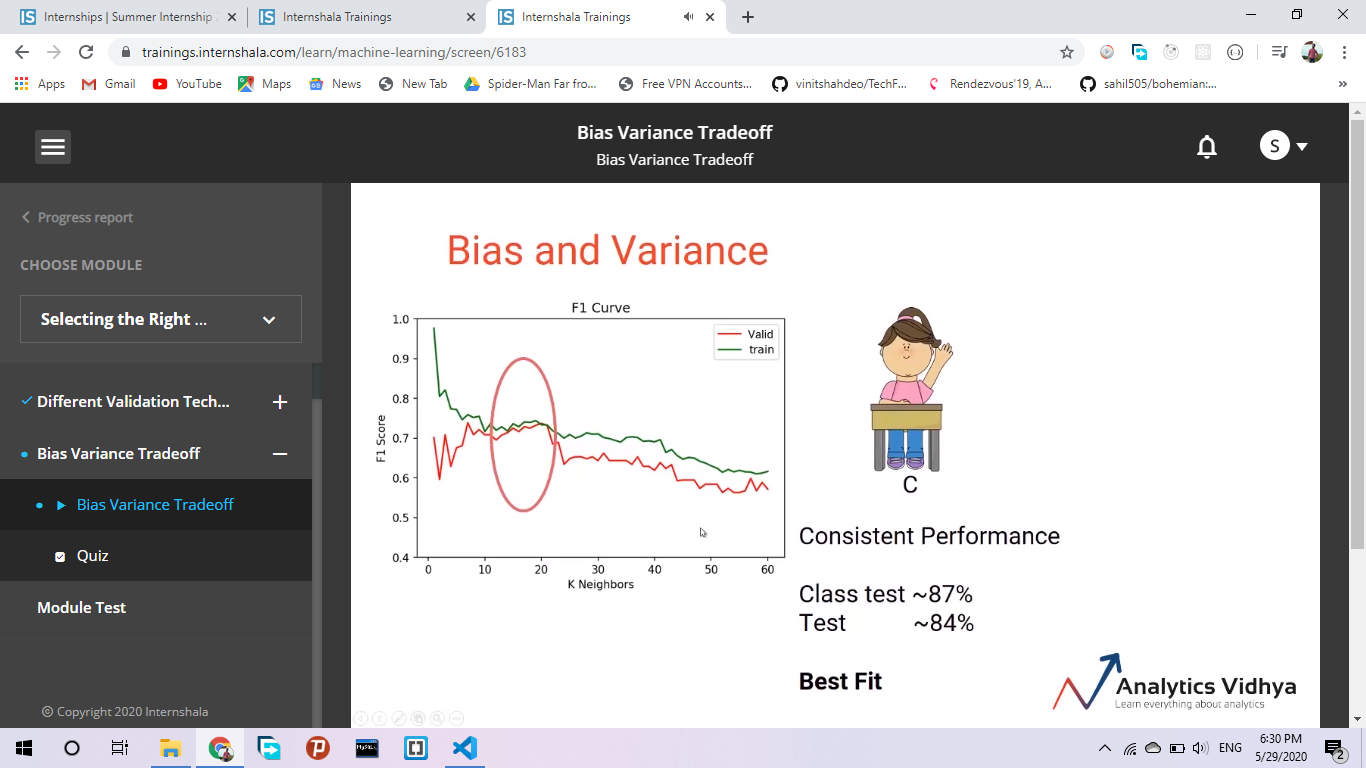 Internships | Summer Internship
Internshala Trainings
Internshala Trainings
trainings.internshala.com/learn/machine-learning/screen/6183
Apps
Gmail
YouTube
Maps
News
New Tab
Spider-Man Far fro...
Free VPN Accounts...
vinitshahdeo/TechF...
Rendezvous'19, A...
sahil505/bohemian:...
»
Bias Variance Tradeoff
Bias Variance Tradeoff
S
Progress report
CHOOSE MODULE
Selecting the Right ...
Different Validation Tech...
Bias Variance Tradeoff
Bias Variance Tradeoff
Quiz
Module Test
© Copyright 2020 Internshala
Bias and Variance
F1 Curve
Valid
train
1.0
0.9
0.8
0.7
0.6
0.5
0.4
F1 Score
0 10 20 30 40 50 60
K Neighbors
C
Consistent Performance
Class test ~87%
Test ~84%
Best Fit
Analytics Vidhya
Learn everything about analytics
MySQL
ENG
6:30 PM
5/29/2020
2